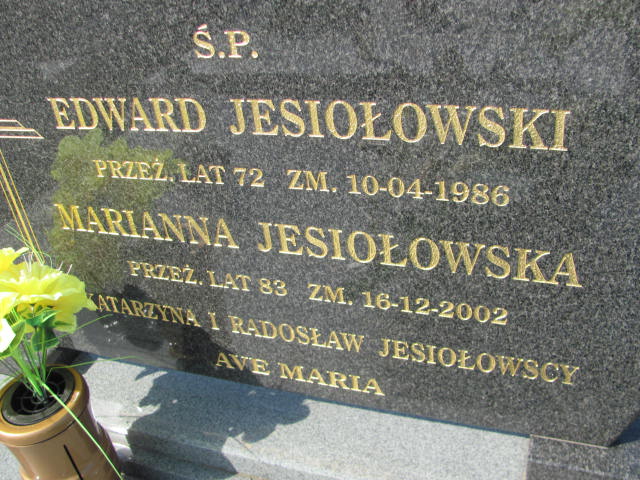 Ś.P.
EDWARD JESIOŁOWSKI
PRZEŻ. LAT 72 ZM. 10-04-1986
MARIANNA JESIOŁOWSKA
PRZEŻ. LAT 83 ZM. 16-12-2002
KATARZYNA I RADOSŁAW JESIOŁOWSCY
AVE MARIA